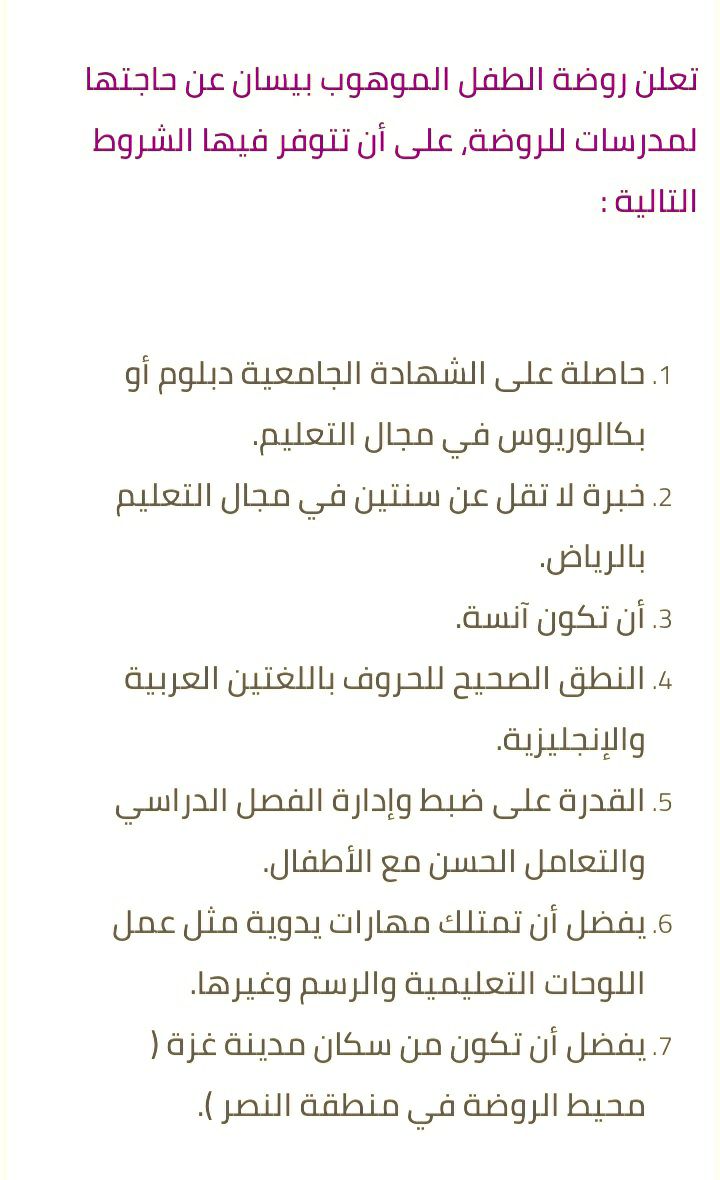 تعلن روضة الطفل الموهوب بيسان عن حاجتها
لمدرسات للروضة، على أن تتوفر فيها الشروط
التالية :
1. حاصلة على الشهادة الجامعية دبلوم أو
بكالوريوس في مجال التعليم.
2. خبرة لا تقل عن سنتين في مجال التعليم
بالرياض.
3. أن تكون آنسة.
4. النطق الصحيح للحروف باللغتين العربية
والإنجليزية.
5. القدرة على ضبط وإدارة الفصل الدراسي
والتعامل الحسن مع الأطفال.
6. يفضل أن تمتلك مهارات يدوية مثل عمل
اللوحات التعليمية والرسم وغيرها.
7. يفضل أن تكون من سكان مدينة غزة (
محيط الروضة في منطقة النصر ).